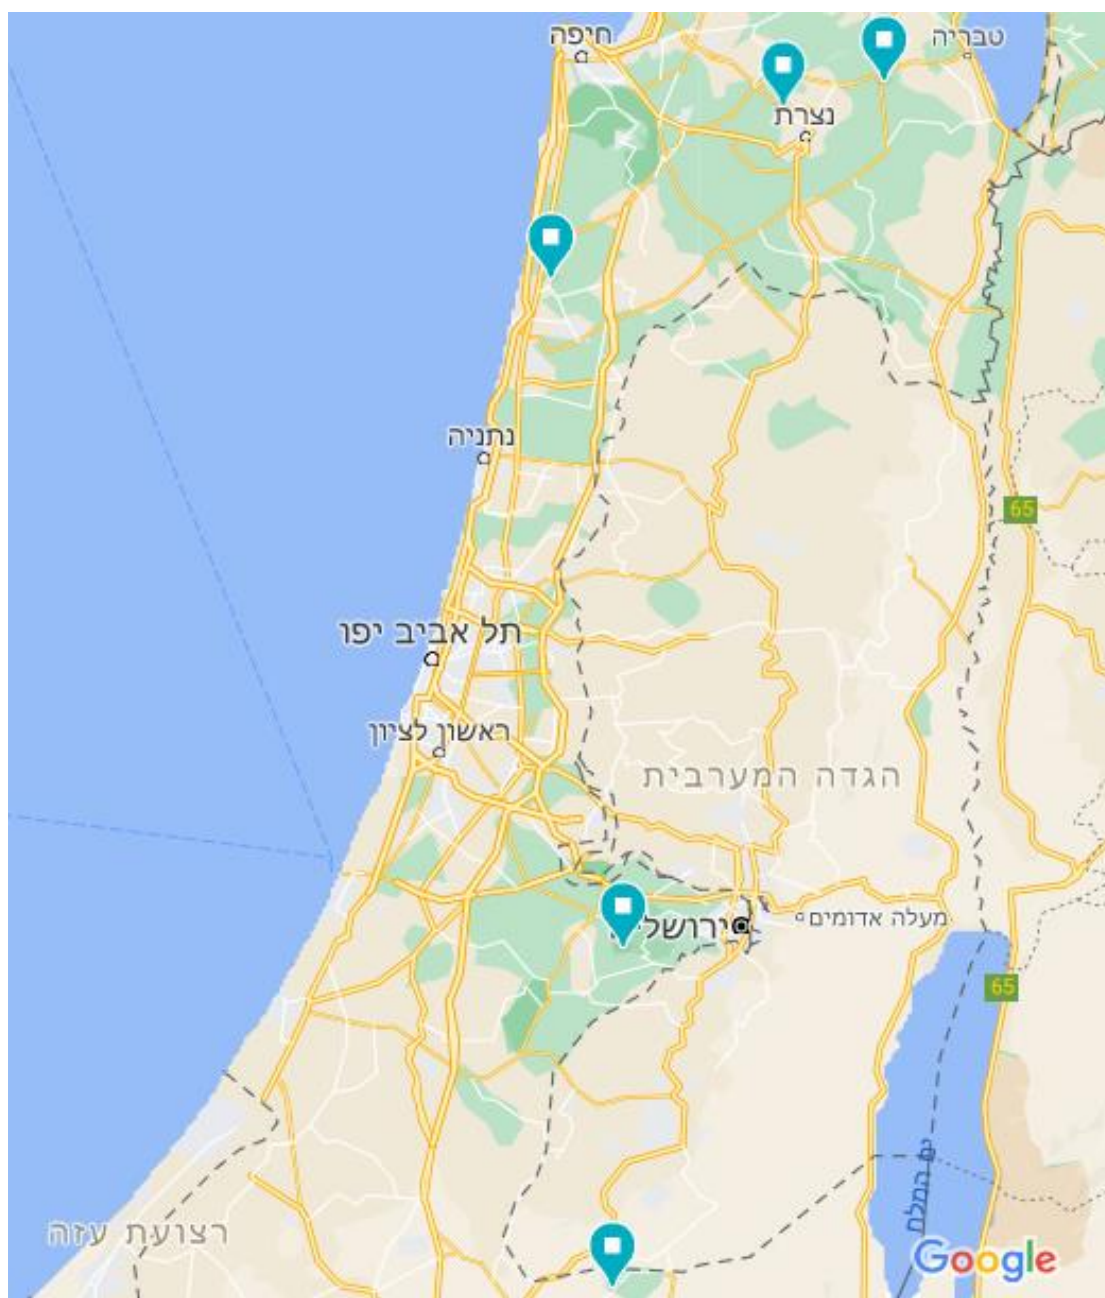 חיפה
טבריה
נצרת
נתניה
65
תל אביב יפו
ראשון לציון
הגדה המערבית
מעלה אדומים
65
ים המלח
רצועת עזה
Google